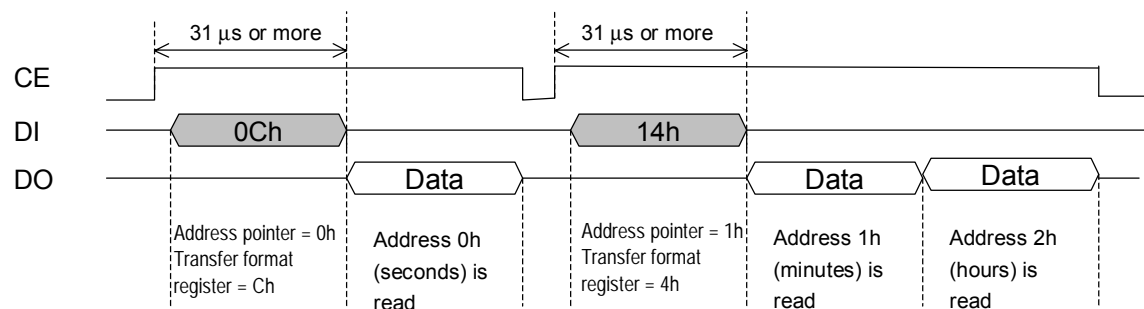 31 μs or more 31 μs or more
CE
DI 0Ch 14h
DO Data Data Data
Address pointer = 0h
Transfer format
register = Ch
Address 0h
(seconds) is
read
Address pointer = 1h
Transfer format
register = 4h
Address 1h
(minutes) is
read
Address 2h
(hours) is
read